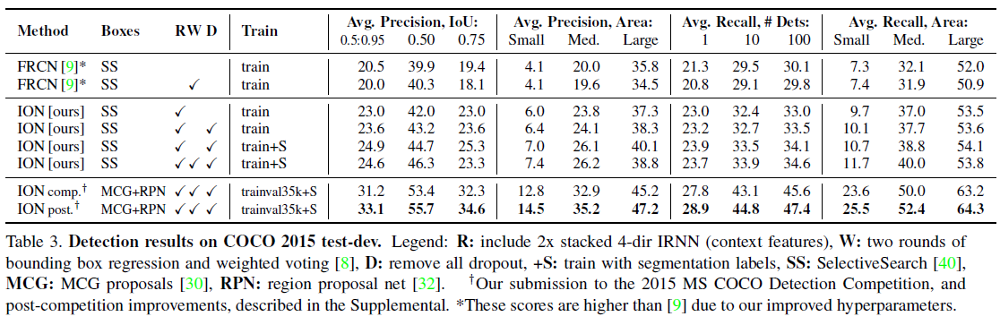 Method Boxes R W D Train Avg. Precision, IoU: Avg. Precision, Area: Avg. Recall, # Dets: Avg. Recall, Area:
0.5:0.95 0.50 0.75 Small Med. Large 1 10 100 Small Med. Large
FRCN [9]* SS train 20.5 39.9 19.4 4.1 20.0 35.8 21.3 29.5 30.1 7.3 32.1 52.0
FRCN [9]* SS ✓ train 20.0 40.3 18.1 4.1 19.6 34.5 20.8 29.1 29.8 7.4 31.9 50.9
ION [ours] SS ✓ train 23.0 42.0 23.0 6.0 23.8 37.3 23.0 32.4 33.0 9.7 37.0 53.5
ION [ours] SS ✓ ✓ train 23.6 43.2 23.6 6.4 24.1 38.3 23.2 32.7 33.5 10.1 37.7 53.6
ION [ours] SS ✓ ✓ train+S 24.9 44.7 25.3 7.0 26.1 40.1 23.9 33.5 34.1 10.7 38.8 54.1
ION [ours] SS ✓ ✓ ✓ train+S 24.6 46.3 23.3 7.4 26.2 38.8 23.7 33.9 34.6 11.7 40.0 53.8
ION comp.† MCG+RPN ✓ ✓ ✓ trainval35k+S 31.2 53.4 32.3 12.8 32.9 45.2 27.8 43.1 45.6 23.6 50.0 63.2
ION post.† MCG+RPN ✓ ✓ ✓ trainval35k+S 33.1 55.7 34.6 14.5 35.2 47.2 28.9 44.8 47.4 25.5 52.4 64.3
Table 3. Detection results on COCO 2015 test-dev. Legend: R: include 2x stacked 4-dir IRNN (context features), W: two rounds of
bounding box regression and weighted voting [8], D: remove all dropout, +S: train with segmentation labels, SS: SelectiveSearch [40],
MCG: MCG proposals [30], RPN: region proposal net [32]. †Our submission to the 2015 MS COCO Detection Competition, and
post-competition improvements, described in the Supplemental. *These scores are higher than [9] due to our improved hyperparameters.